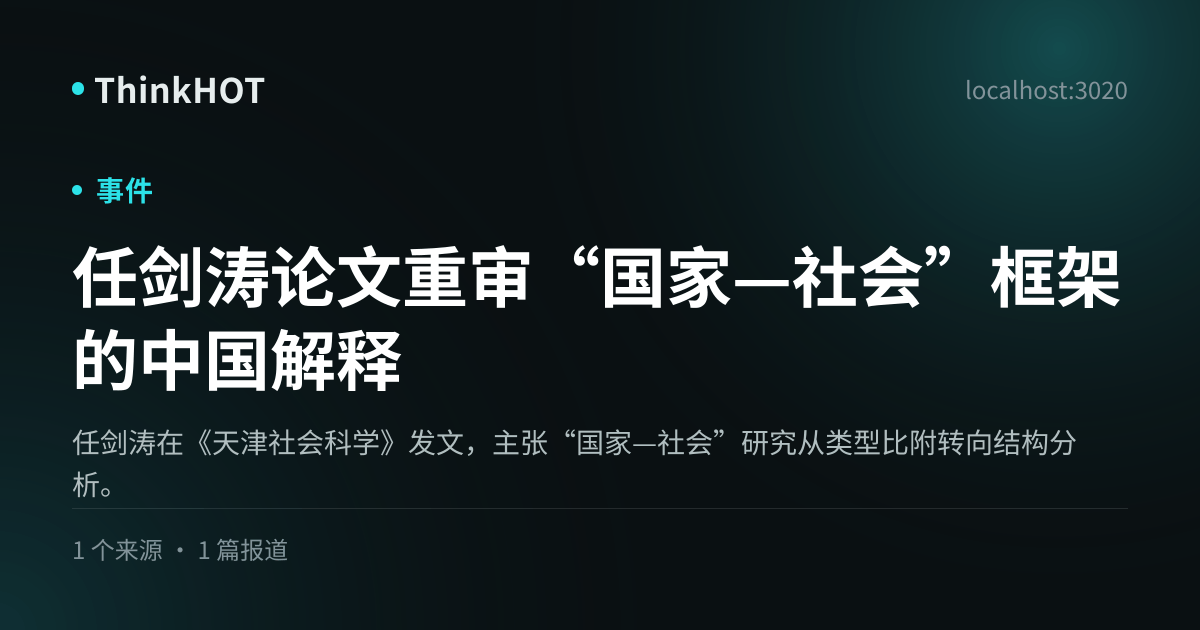 ThinkHOT
localhost:3020
事件
任剑涛论文重审“国家—社会”框架
的中国解释
任剑涛在《天津社会科学》发文，主张“国家—社会”研究从类型比附转向结构分
析。
1 个来源 · 1 篇报道